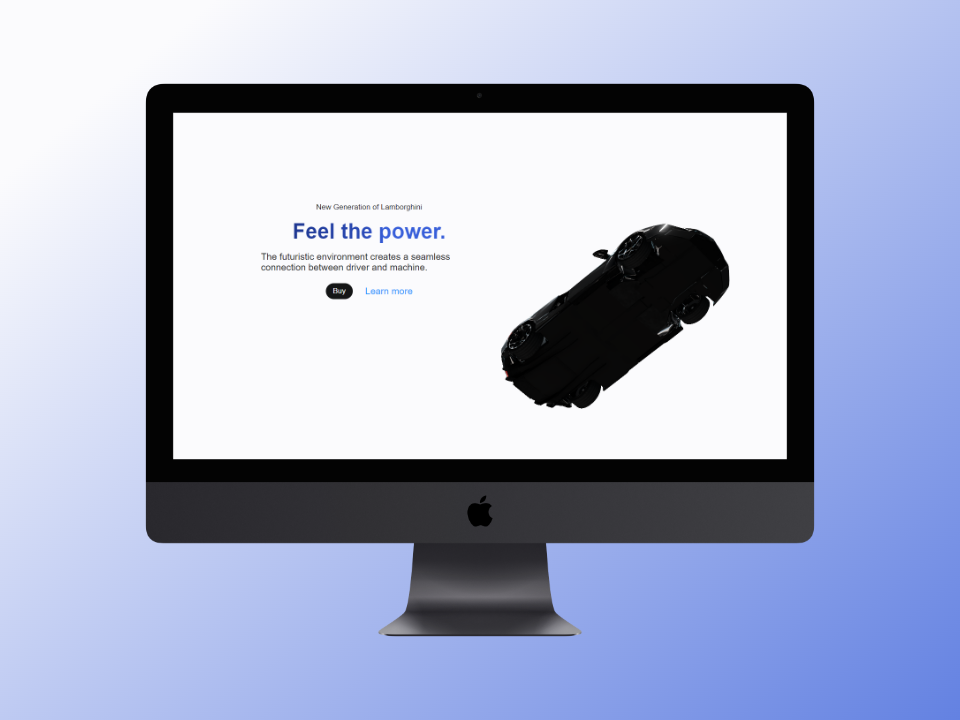 New Generation of Lamborghini
Feel the power.
The futuristic environment creates a seamless
connection between driver and machine.
Buy
Learn more